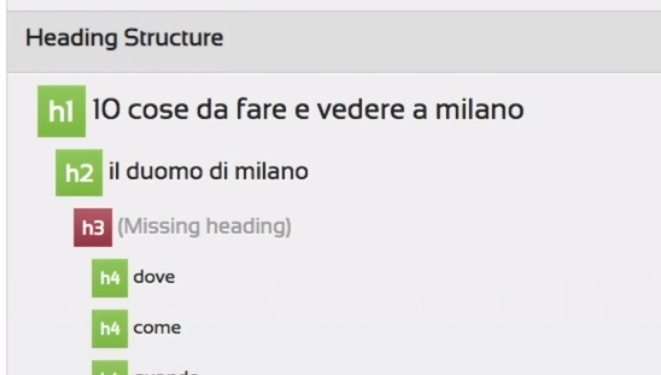 Heading Structure
h1 10 cose da fare e vedere a milano
h2 il duomo di milano
h3 (Missing heading)
h4 dove
h4 come